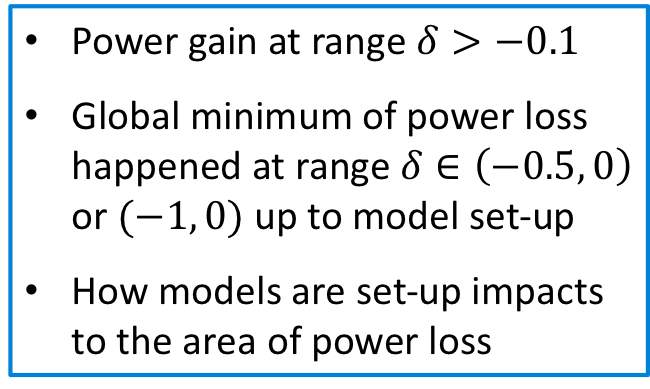 • Power gain at range δ > −0.1
• Global minimum of power loss
happened at range δ ∈ (−0.5, 0)
or (−1, 0) up to model set-up
• How models are set-up impacts
to the area of power loss